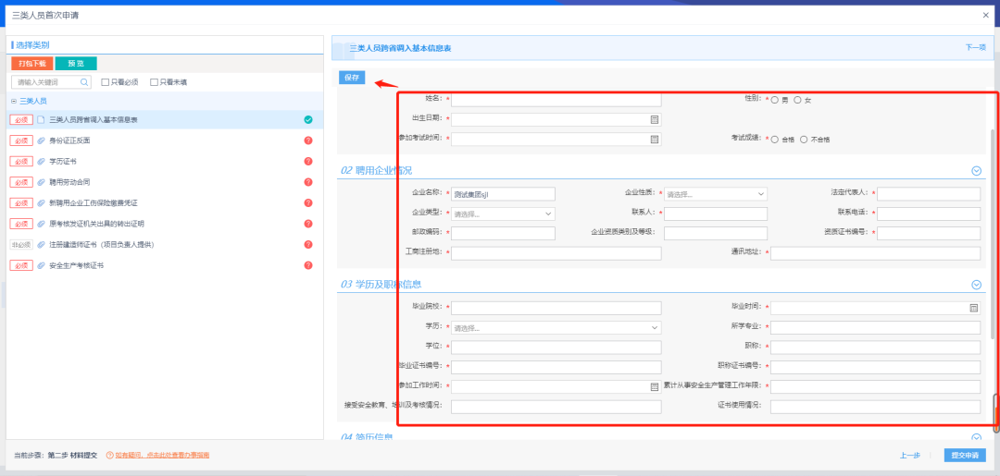 三类人员首次申请
选择类别
打包下载 预 览
请输入关键词 只看必须 只看未填
三类人员
必须 三类人员跨省调入基本信息表
必须 身份证正反面
必须 学历证书
必须 聘用劳动合同
必须 新聘用企业工伤保险缴费凭证
必须 原考核发证机关出具的转出证明
非必须 注册建造师证书（项目负责人提供）
必须 安全生产考核证书
三类人员跨省调入基本信息表 下一项
保存
姓名: * 性别: * 男 女
出生日期: *
参加考试时间: * 考试成绩: * 合格 不合格
02 聘用企业情况
企业名称: * 测试集团sjl 企业性质: * 请选择... 法定代表人: *
企业类型: * 请选择... 联系人: * 联系电话: *
邮政编码: * 企业资质类别及等级: 资质证书编号: *
工商注册地: * 通讯地址: *
03 学历及职称信息
毕业院校: * 毕业时间: *
学历: * 请选择... 所学专业: *
学位: * 职称: *
毕业证书编号: * 职称证书编号: *
参加工作时间: * 累计从事安全生产管理工作年限: *
接受安全教育、培训及考核情况: 证书使用情况:
04 简历信息
当前步骤: 第二步 材料提交 如有疑问，点击此处查看办事指南 上一步 提交申请